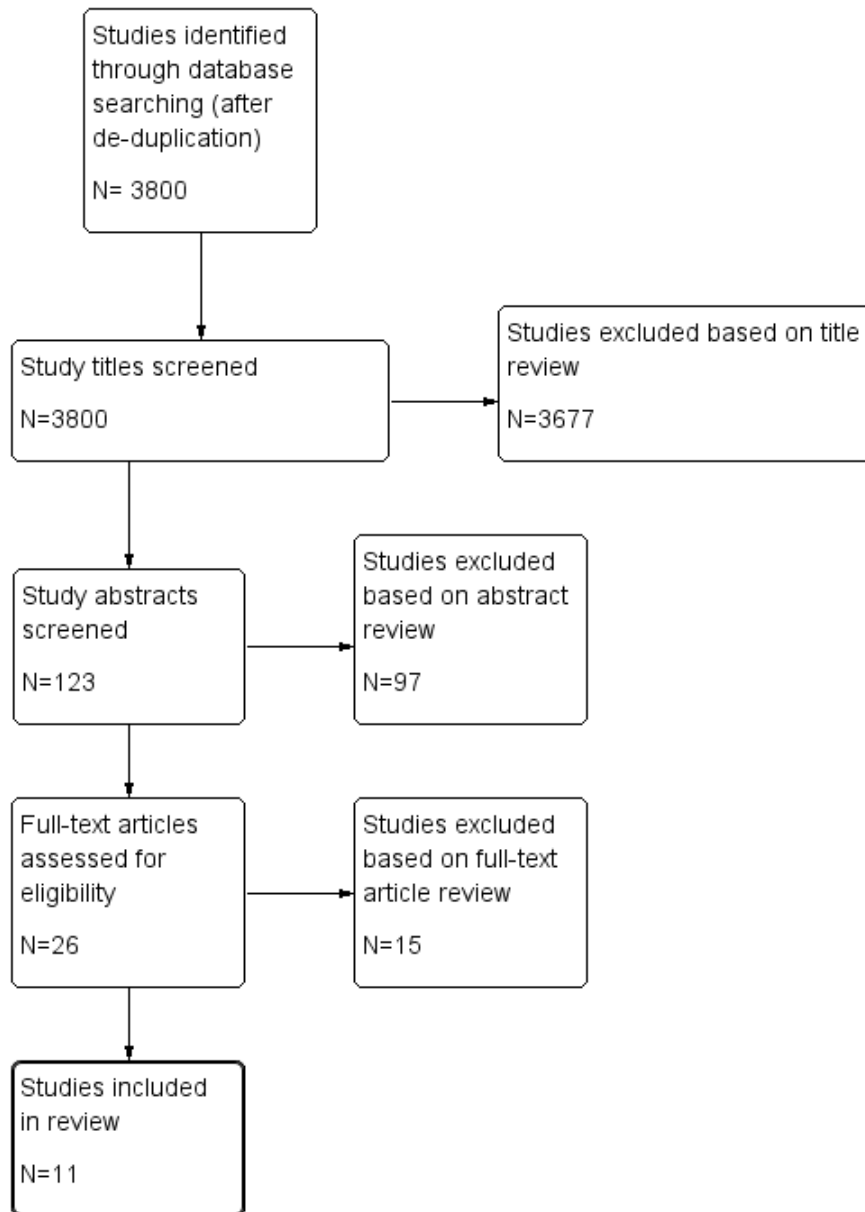 Studies identified
through database
searching (after
de-duplication)
N= 3800
Study titles screened
N=3800
Studies excluded based on title
review
N=3677
Study abstracts
screened
N=123
Studies excluded
based on abstract
review
N=97
Full-text articles
assessed for
eligibility
N=26
Studies excluded
based on full-text
article review
N=15
Studies included
in review
N=11